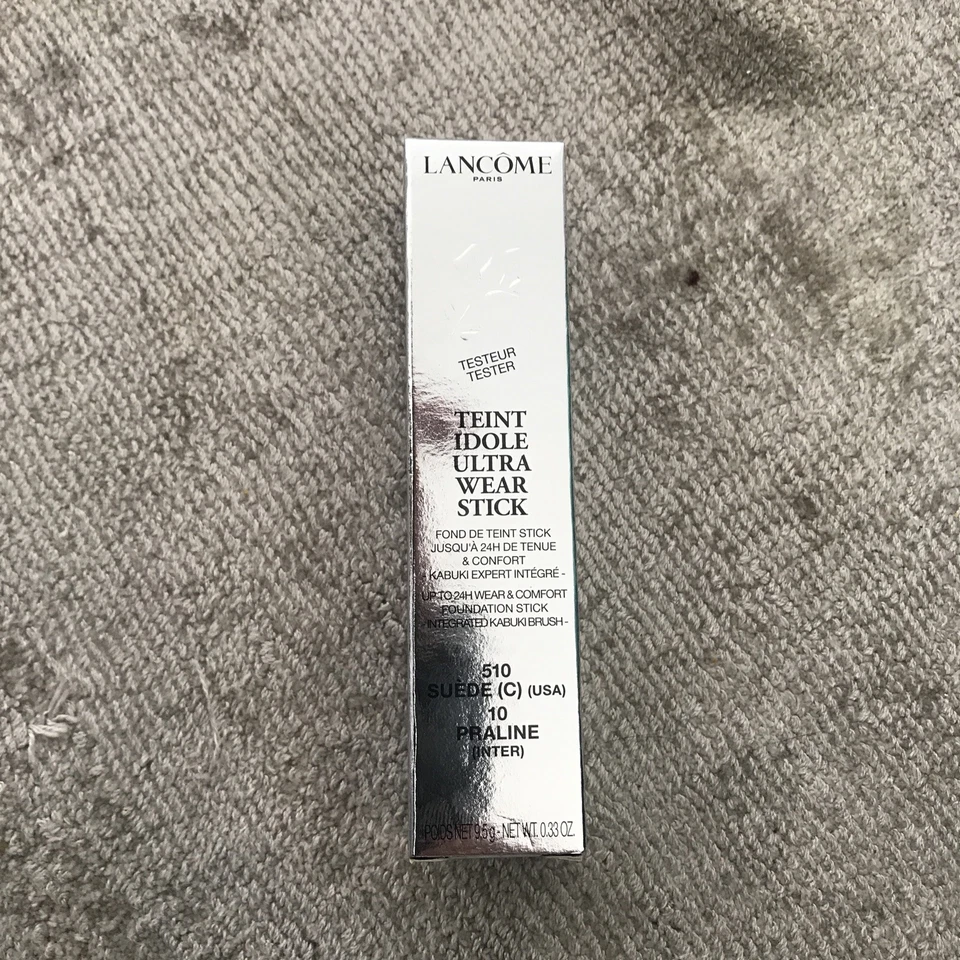 LANCÔME
PARIS
TESTEUR
TESTER
TEINT
IDOLE
ULTRA
WEAR
STICK
FOND DE TEINT STICK
JUSQU'À 24H DE TENUE
& CONFORT
- KABUKI EXPERT INTÉGRÉ -
UP TO 24H WEAR & COMFORT
FOUNDATION STICK
- INTEGRATED KABUKI BRUSH -
510
SUÈDE (C) (USA)
10
PRALINE
(INTER)
POIDS NET 9.5 g - NET WT. 0.33 OZ.